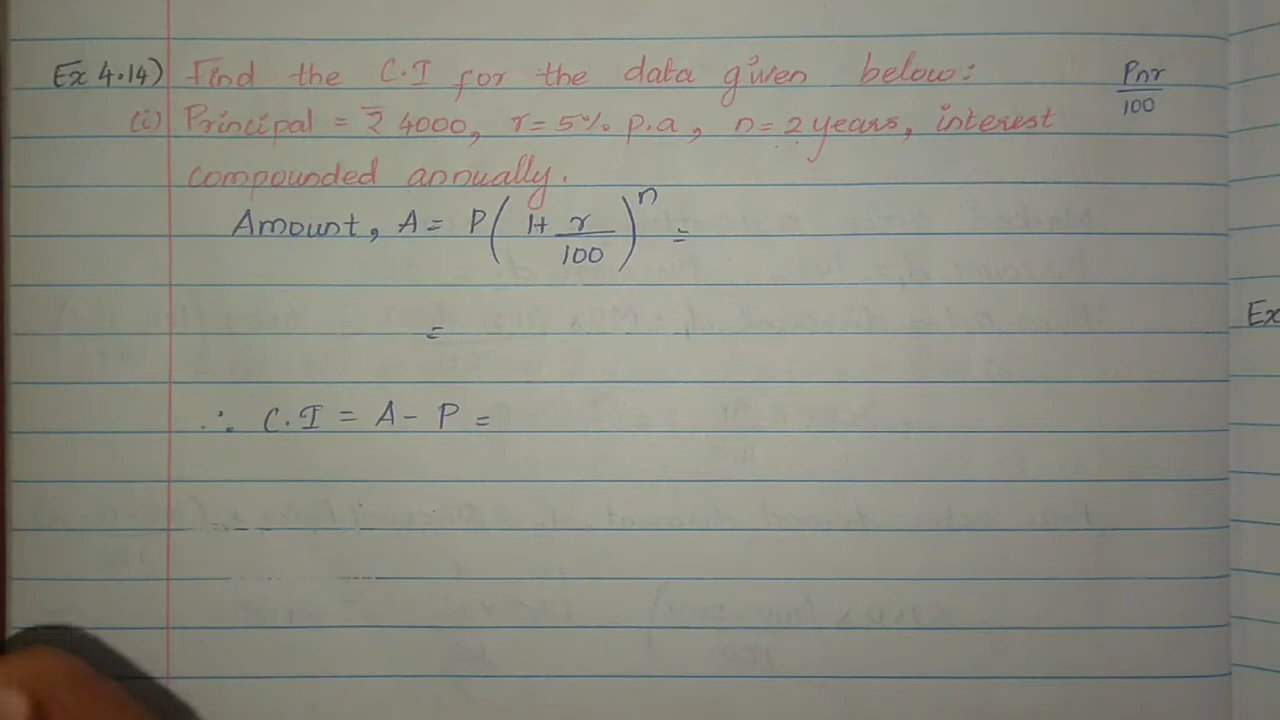 Ex 4.14) Find the C.I for the data given below:
Pnr
100
(i) Principal = ₹ 4000, r = 5% p.a, n = 2 years, interest
compounded annually.
Amount, A = P(1 + r/100)^n =
=
Ex
∴ C.I = A - P =